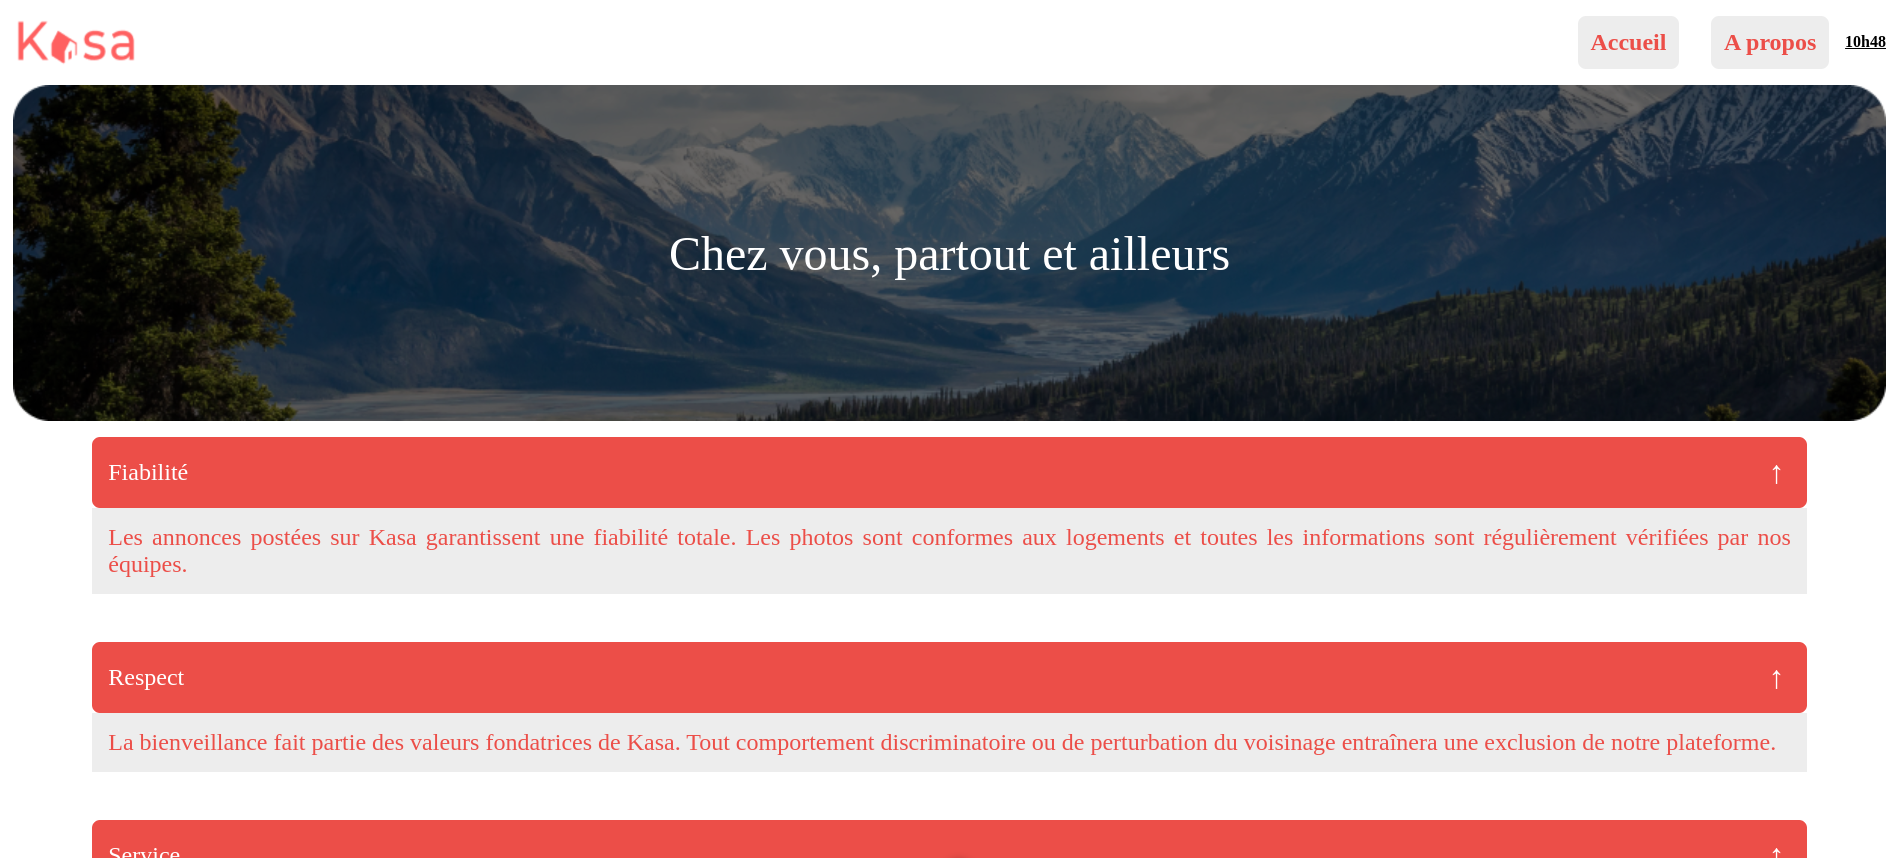 Kasa
Accueil
A propos
10h48
Chez vous, partout et ailleurs
Fiabilité ↑
Les annonces postées sur Kasa garantissent une fiabilité totale. Les photos sont conformes aux logements et toutes les informations sont régulièrement vérifiées par nos
équipes.
Respect ↑
La bienveillance fait partie des valeurs fondatrices de Kasa. Tout comportement discriminatoire ou de perturbation du voisinage entraînera une exclusion de notre plateforme.
Service ↑